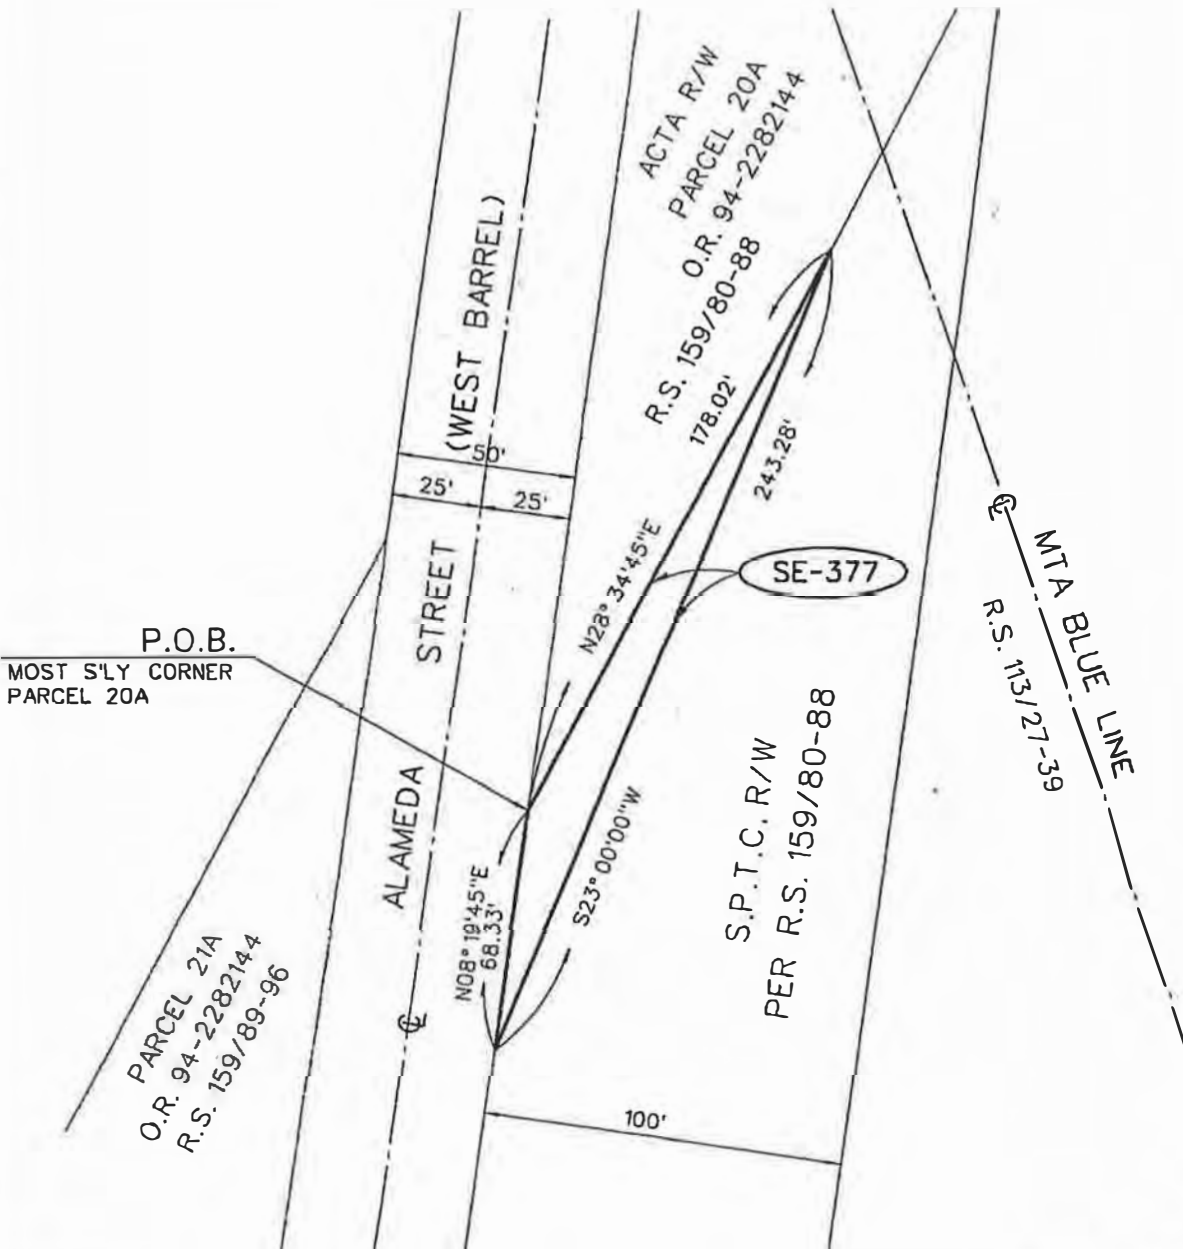 ACTA R/W
PARCEL 20A
O.R. 94-2282144
R.S. 159/80-88
(WEST BARREL)
50'
25'
25'
178.02'
243.28'
N28° 34'45"E
SE-377
STREET
P.O.B.
MOST S'LY CORNER
PARCEL 20A
ALAMEDA
℄
N08° 19'45"E
68.33'
S23° 00'00"W
S.P.T.C. R/W
PER R.S. 159/80-88
℄
MTA BLUE LINE
R.S. 113/27-39
PARCEL 21A
O.R. 94-2282144
R.S. 159/89-96
100'